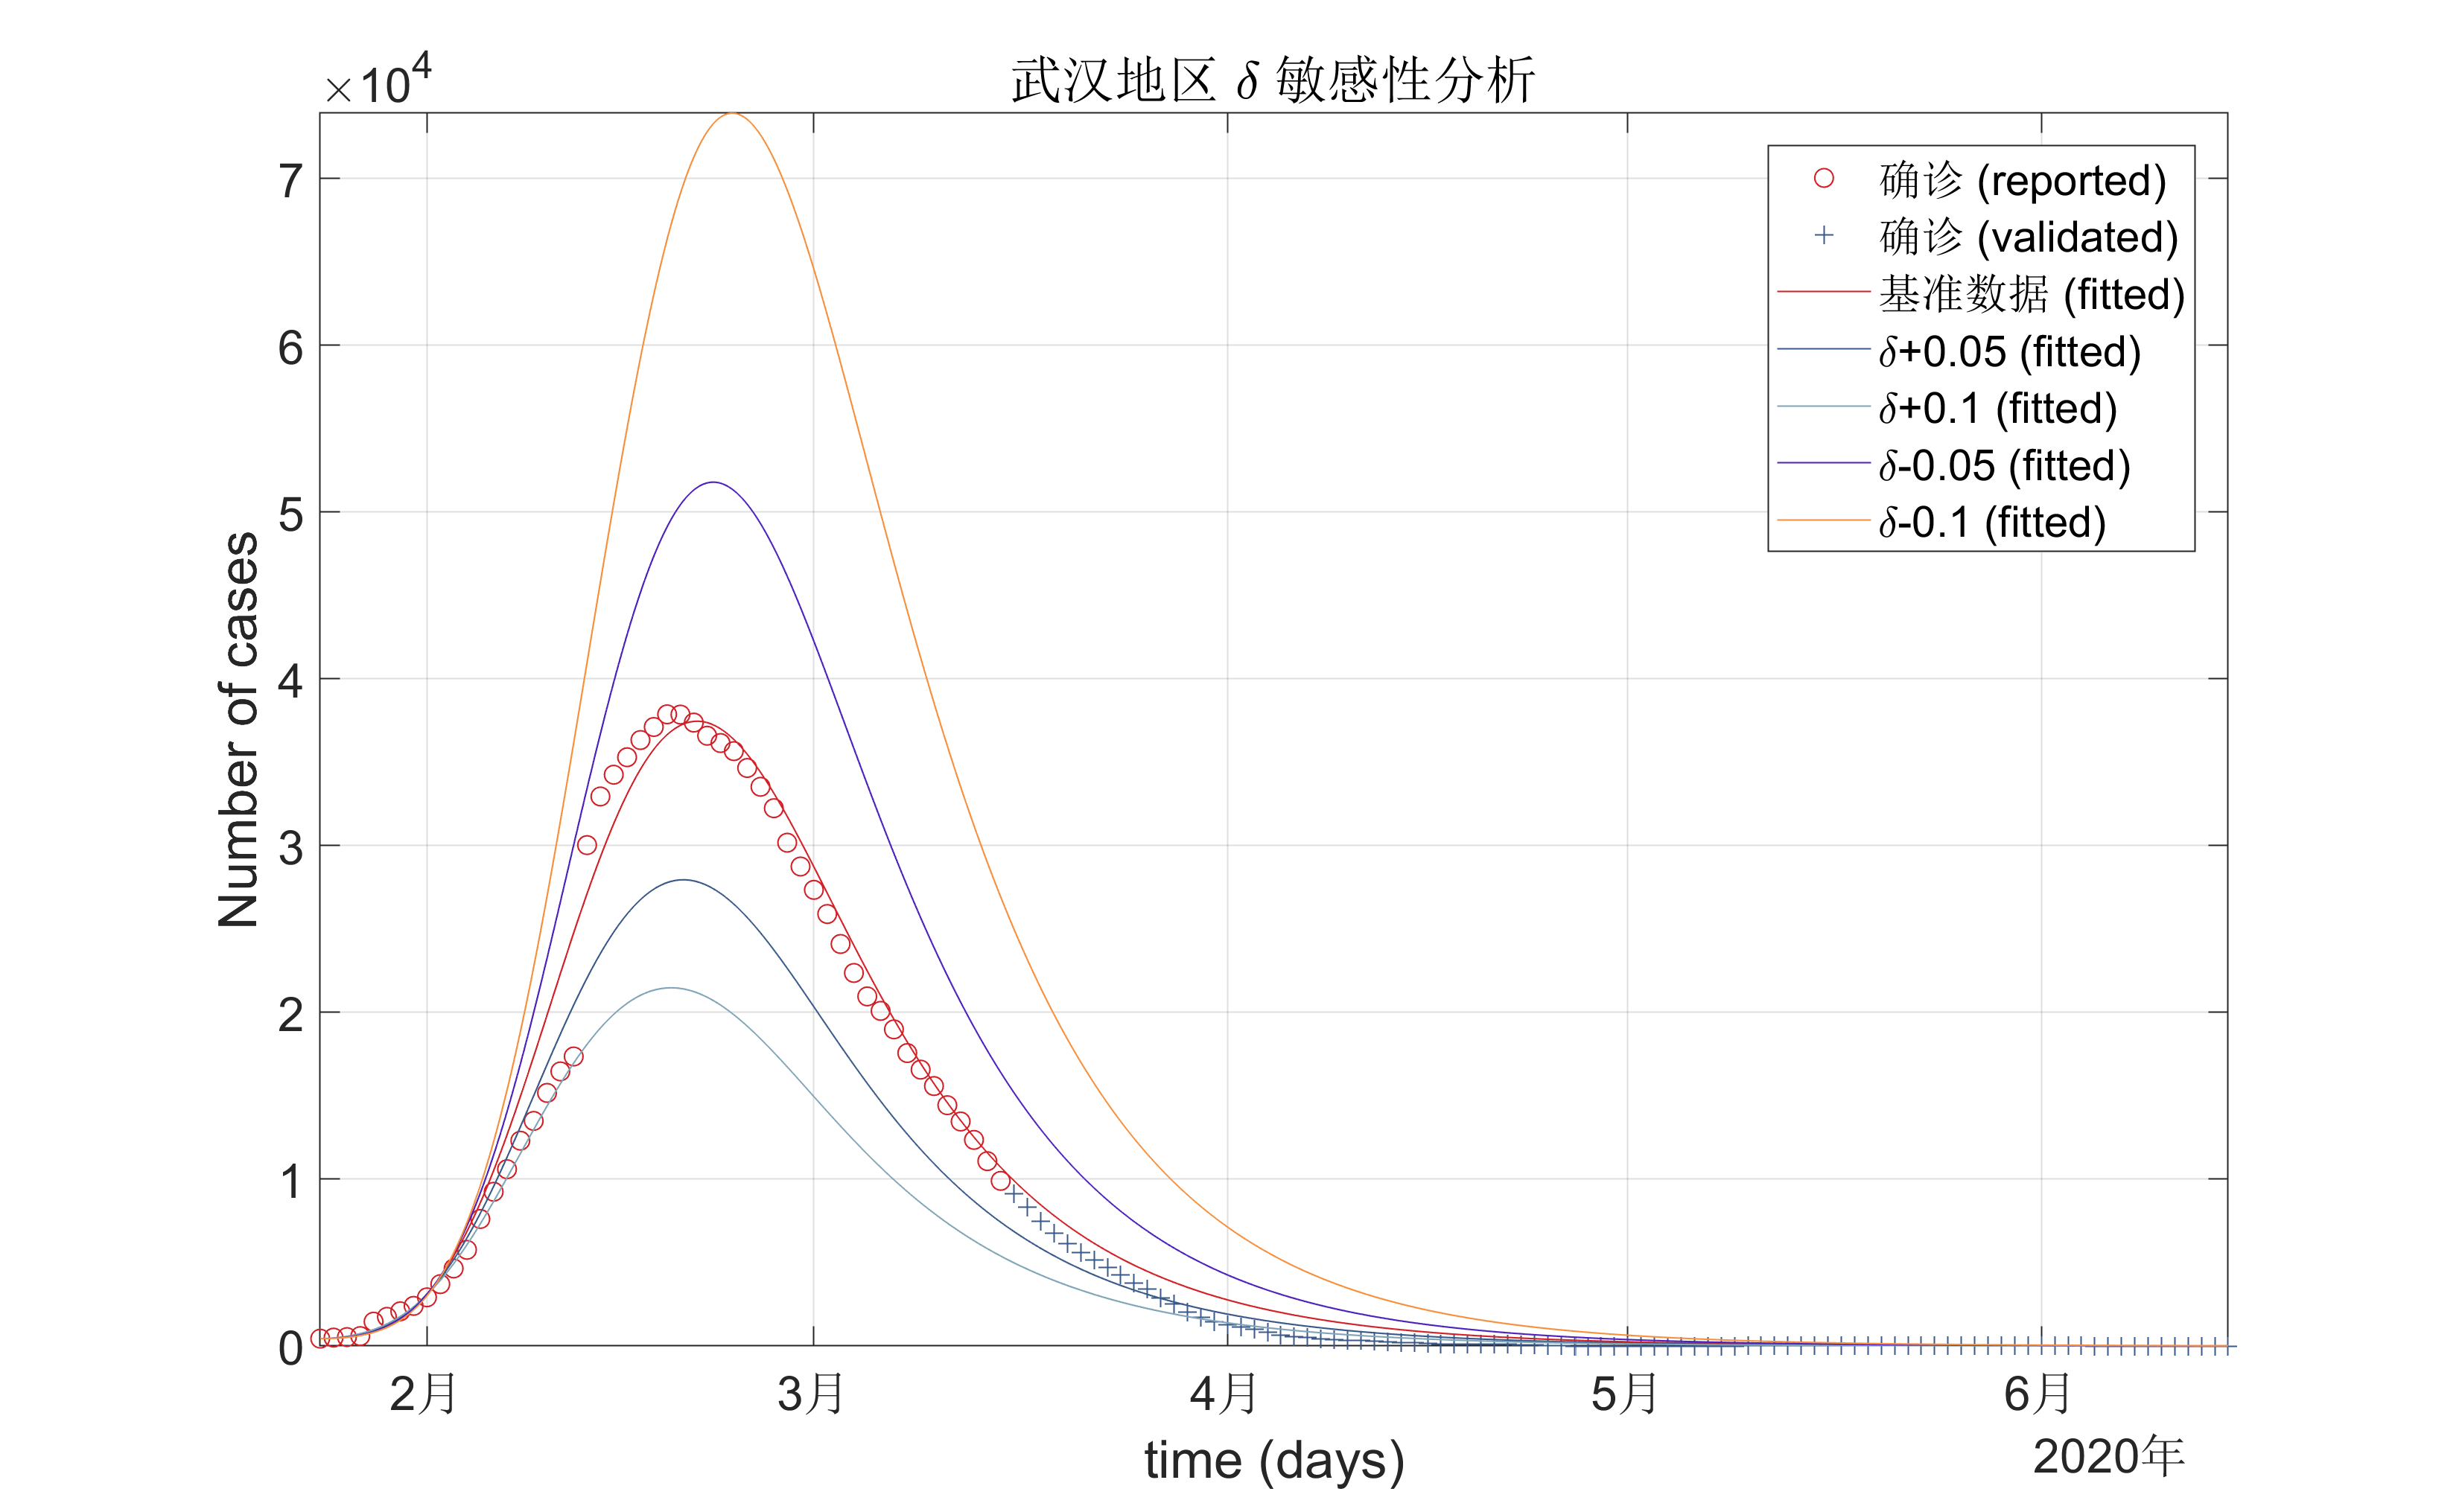 武汉地区 δ 敏感性分析
×10⁴
7
6
5
4
3
2
1
0
Number of cases
确诊 (reported)
确诊 (validated)
基准数据 (fitted)
δ+0.05 (fitted)
δ+0.1 (fitted)
δ-0.05 (fitted)
δ-0.1 (fitted)
2月 3月 4月 5月 6月
time (days)
2020年